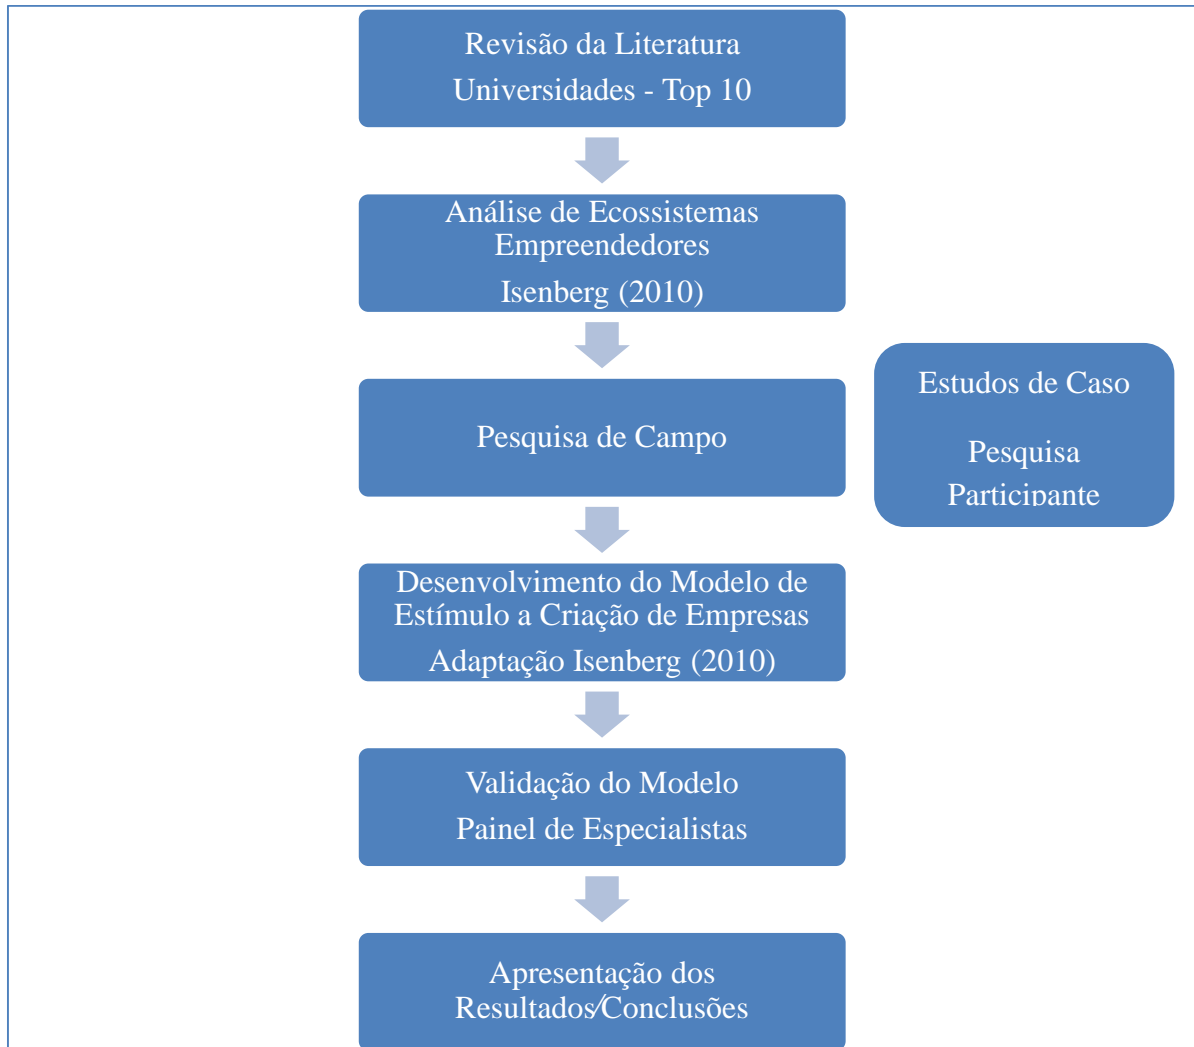 Revisão da Literatura
Universidades - Top 10
Análise de Ecossistemas
Empreendedores
Isenberg (2010)
Pesquisa de Campo
Estudos de Caso
Pesquisa
Participante
Desenvolvimento do Modelo de
Estímulo a Criação de Empresas
Adaptação Isenberg (2010)
Validação do Modelo
Painel de Especialistas
Apresentação dos
Resultados/Conclusões